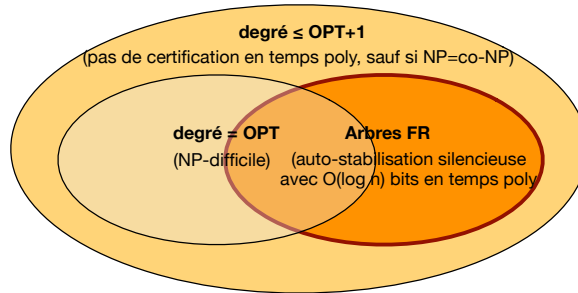 degré ≤ OPT+1
(pas de certification en temps poly, sauf si NP=co-NP)
degré = OPT
(NP-difficile)
Arbres FR
(auto-stabilisation silencieuse
avec O(log n) bits en temps poly